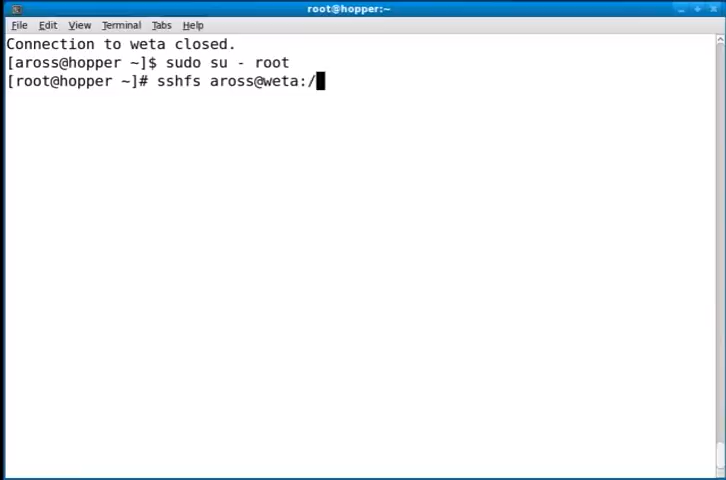 root@hopper:~
File Edit View Terminal Tabs Help
Connection to weta closed.
[aross@hopper ~]$ sudo su - root
[root@hopper ~]# sshfs aross@weta:/